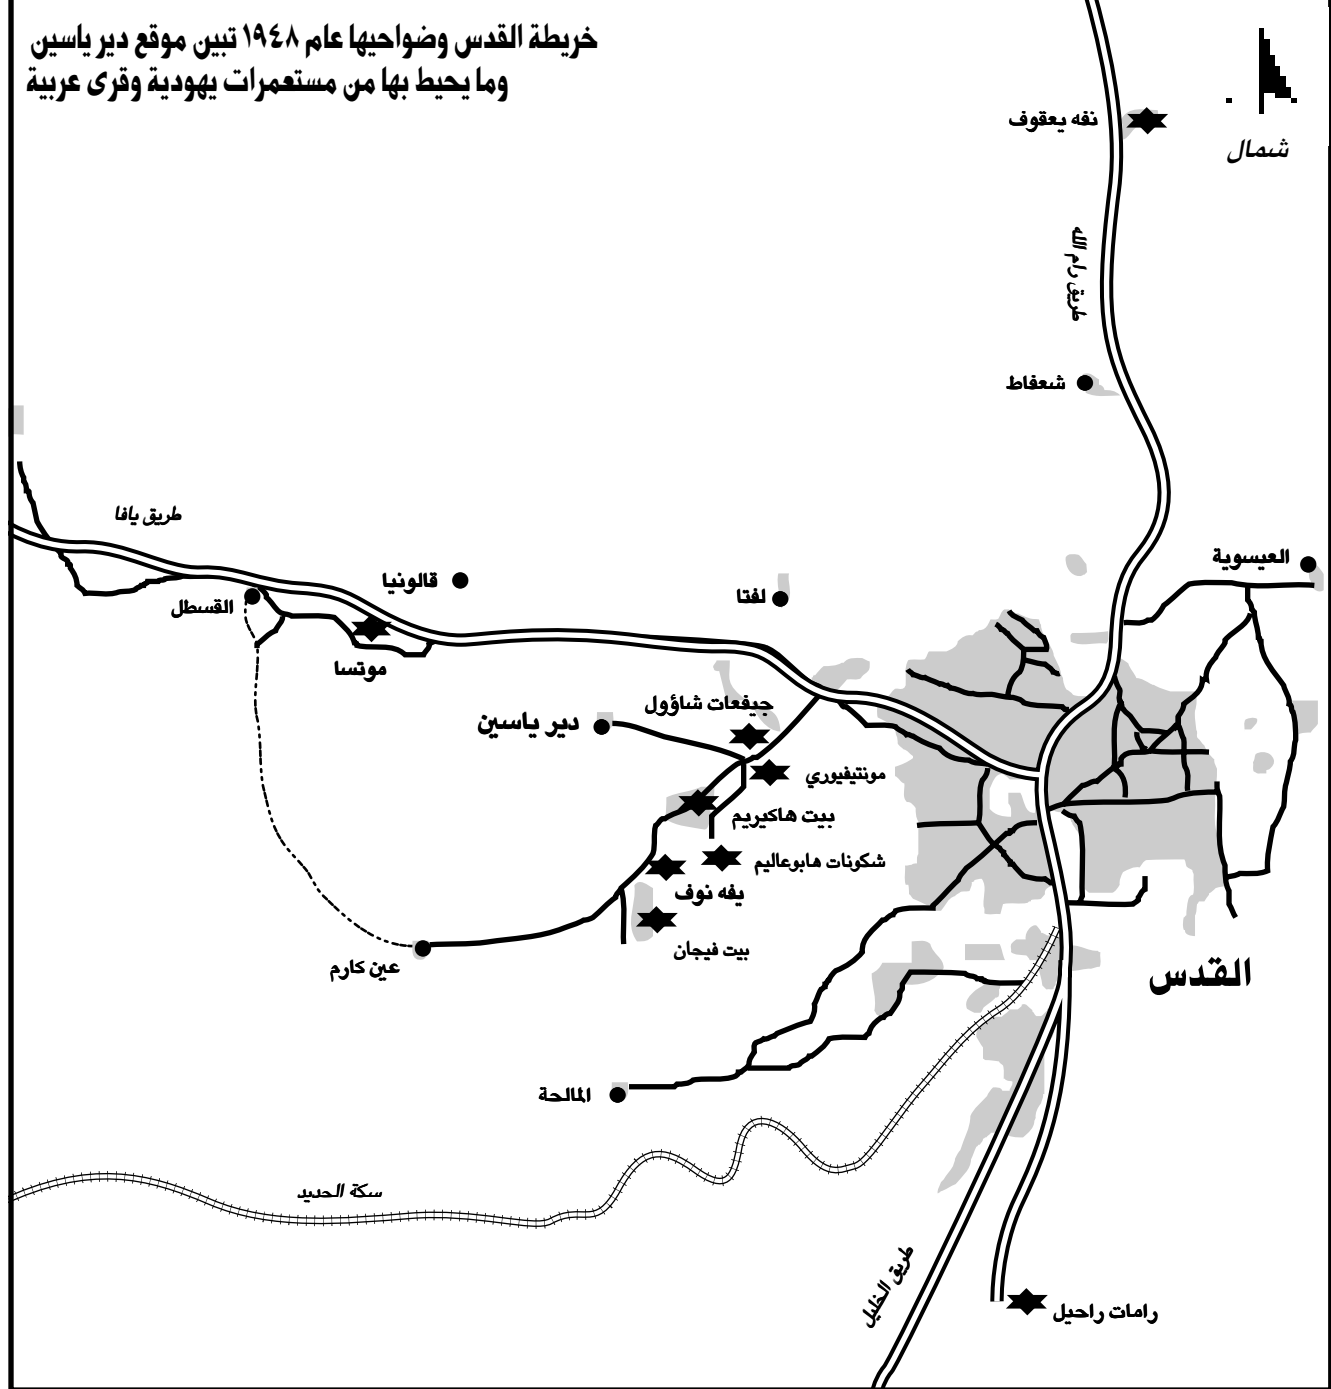 خريطة القدس وضواحيها عام ١٩٤٨ تبين موقع دير ياسين
وما يحيط بها من مستعمرات يهودية وقرى عربية
نفه يعقوف
شمال
طريق رام الله
شعفاط
طريق يافا
العيسوية
قالونيا
لفتا
القسطل
موتسا
جيفعات شاؤول
دير ياسين
مونتيفيوري
بيت هاكيريم
شكونات هابوعاليم
يفه نوف
بيت فيجان
عين كارم
القدس
المالحة
سكة الحديد
طريق الخليل
رامات راحيل